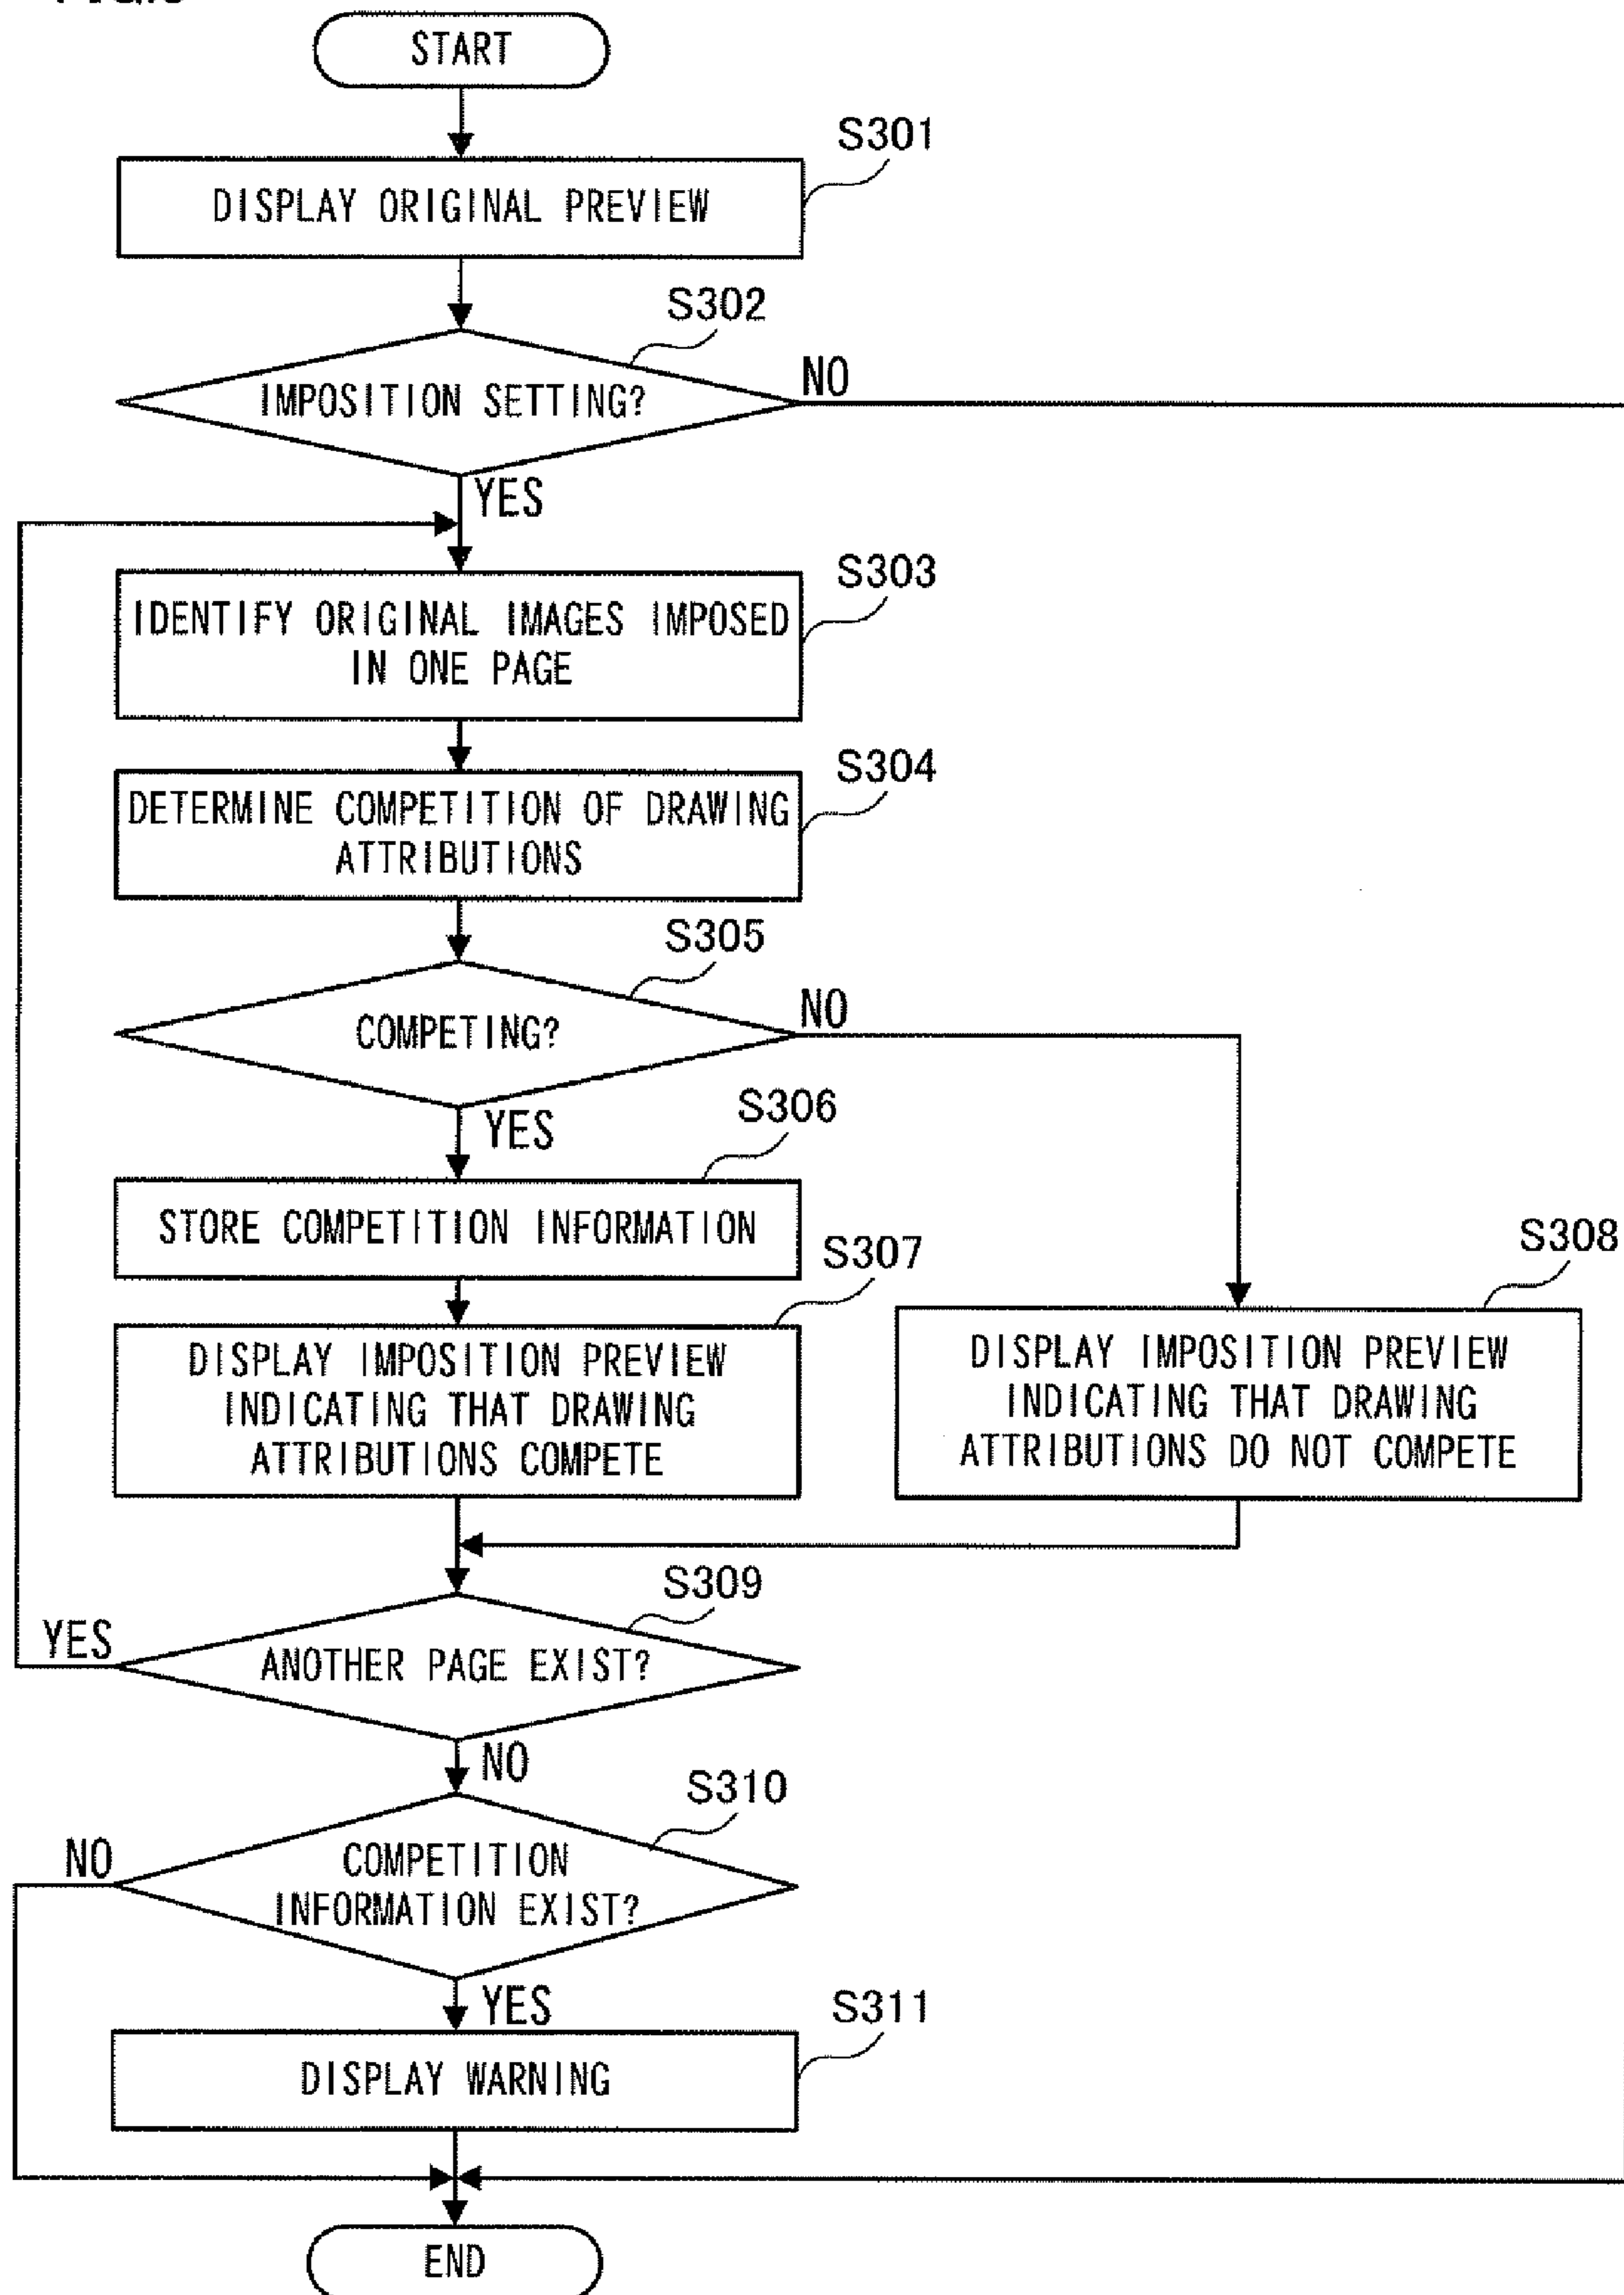 START
S301
DISPLAY ORIGINAL PREVIEW
S302
IMPOSITION SETTING?
NO
YES
S303
IDENTIFY ORIGINAL IMAGES IMPOSED
IN ONE PAGE
S304
DETERMINE COMPETITION OF DRAWING
ATTRIBUTIONS
S305
COMPETING?
NO
YES
S306
STORE COMPETITION INFORMATION
S307
DISPLAY IMPOSITION PREVIEW
INDICATING THAT DRAWING
ATTRIBUTIONS COMPETE
S308
DISPLAY IMPOSITION PREVIEW
INDICATING THAT DRAWING
ATTRIBUTIONS DO NOT COMPETE
S309
YES
ANOTHER PAGE EXIST?
NO
S310
NO
COMPETITION
INFORMATION EXIST?
YES
S311
DISPLAY WARNING
END